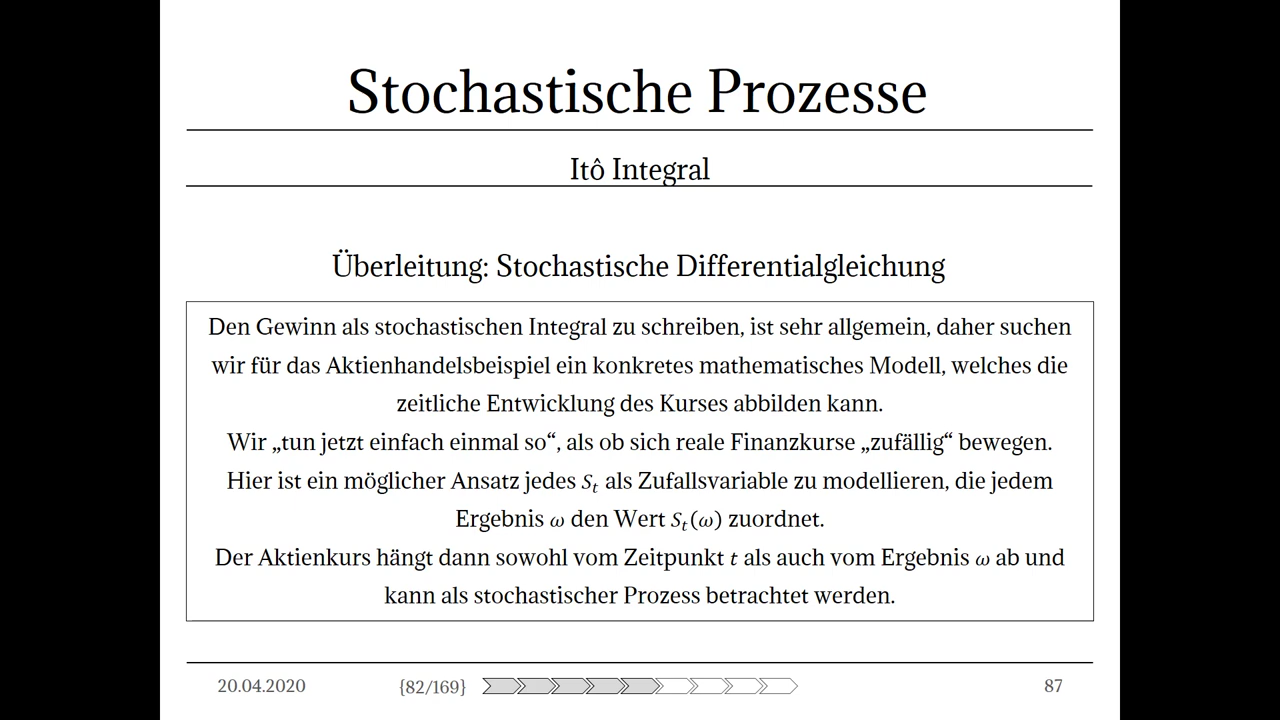 Stochastische Prozesse
Itô Integral
Überleitung: Stochastische Differentialgleichung
Den Gewinn als stochastischen Integral zu schreiben, ist sehr allgemein, daher suchen
wir für das Aktienhandelsbeispiel ein konkretes mathematisches Modell, welches die
zeitliche Entwicklung des Kurses abbilden kann.
Wir „tun jetzt einfach einmal so“, als ob sich reale Finanzkurse „zufällig“ bewegen.
Hier ist ein möglicher Ansatz jedes Sₜ als Zufallsvariable zu modellieren, die jedem
Ergebnis ω den Wert Sₜ(ω) zuordnet.
Der Aktienkurs hängt dann sowohl vom Zeitpunkt t als auch vom Ergebnis ω ab und
kann als stochastischer Prozess betrachtet werden.
20.04.2020 {82/169} 87